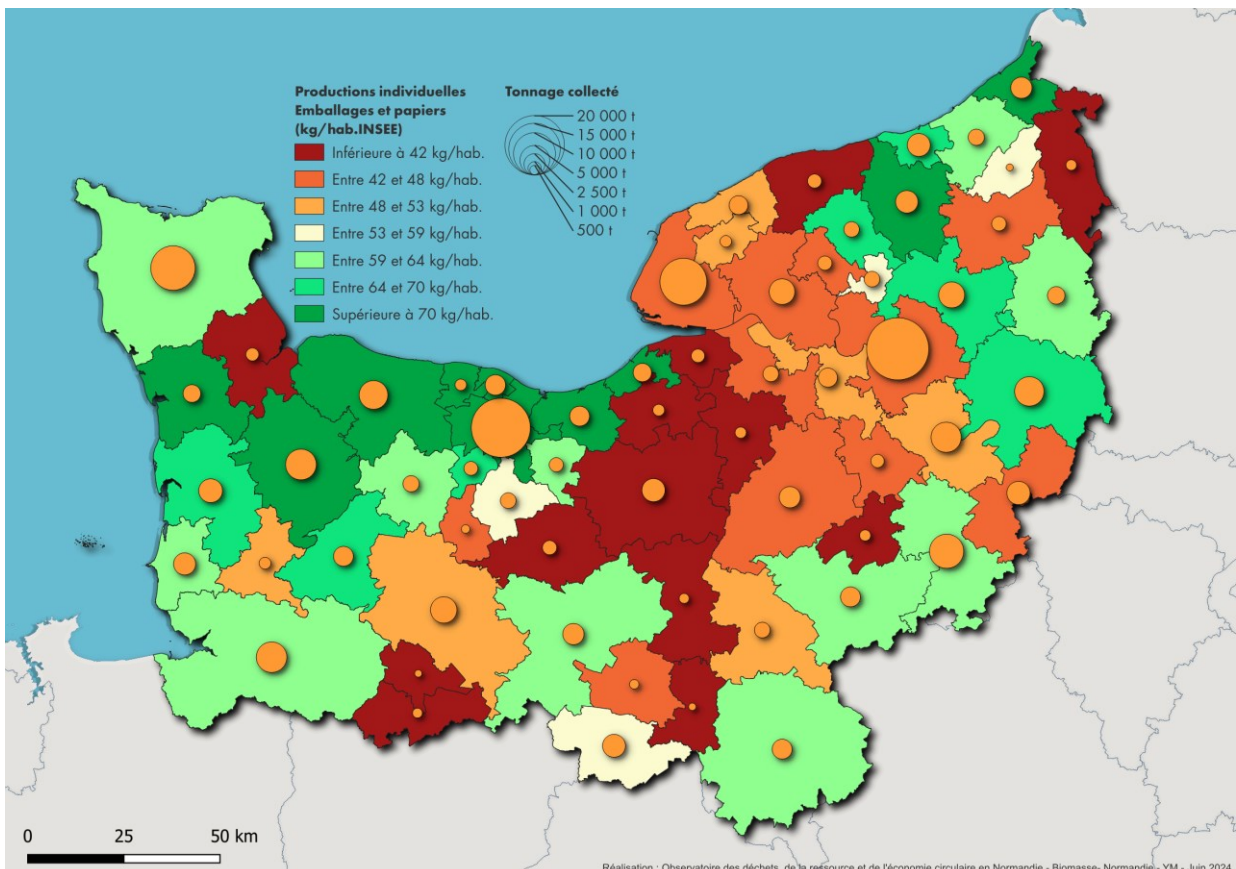 Productions individuelles
Emballages et papiers
(kg/hab.INSEE)
Inférieure à 42 kg/hab.
Entre 42 et 48 kg/hab.
Entre 48 et 53 kg/hab.
Entre 53 et 59 kg/hab.
Entre 59 et 64 kg/hab.
Entre 64 et 70 kg/hab.
Supérieure à 70 kg/hab.
Tonnage collecté
20 000 t
15 000 t
10 000 t
5 000 t
2 500 t
1 000 t
500 t
0 25 50 km
Réalisation : Observatoire des déchets, de la ressource et de l'économie circulaire en Normandie - Biomasse- Normandie - YM - Juin 2024